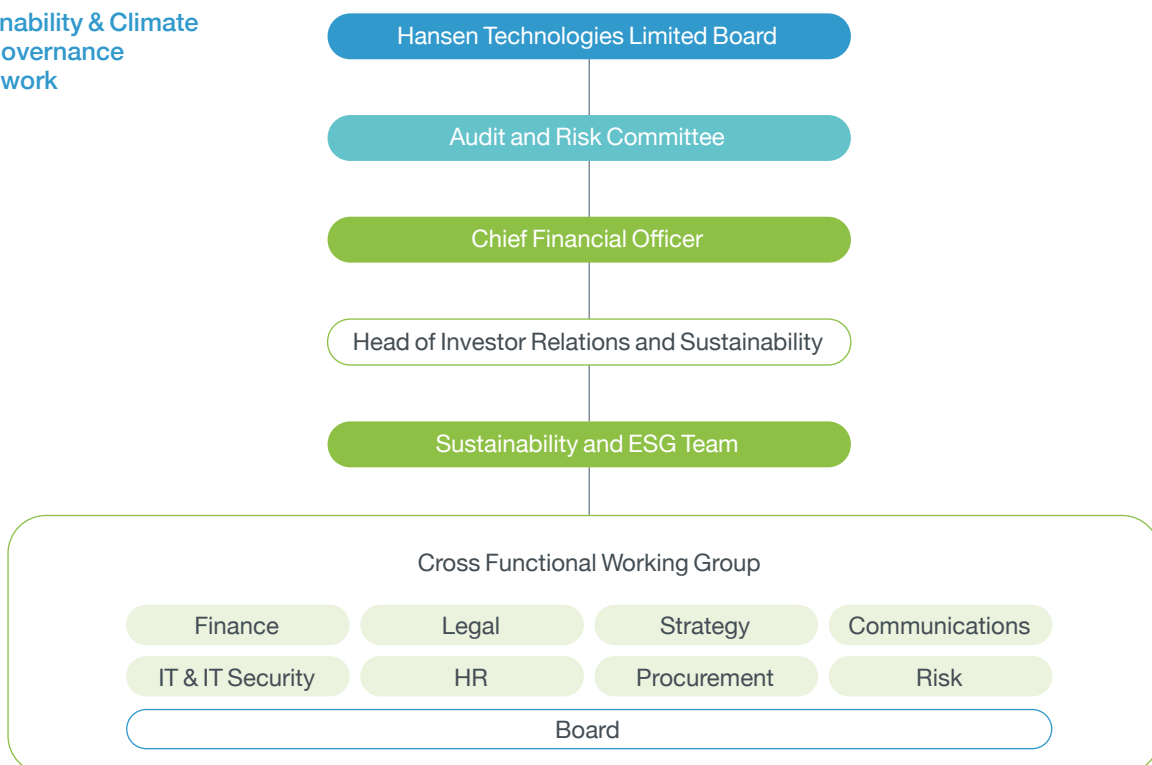 nability & Climate
overnance
work
Hansen Technologies Limited Board
Audit and Risk Committee
Chief Financial Officer
Head of Investor Relations and Sustainability
Sustainability and ESG Team
Cross Functional Working Group
Finance Legal Strategy Communications
IT & IT Security HR Procurement Risk
Board